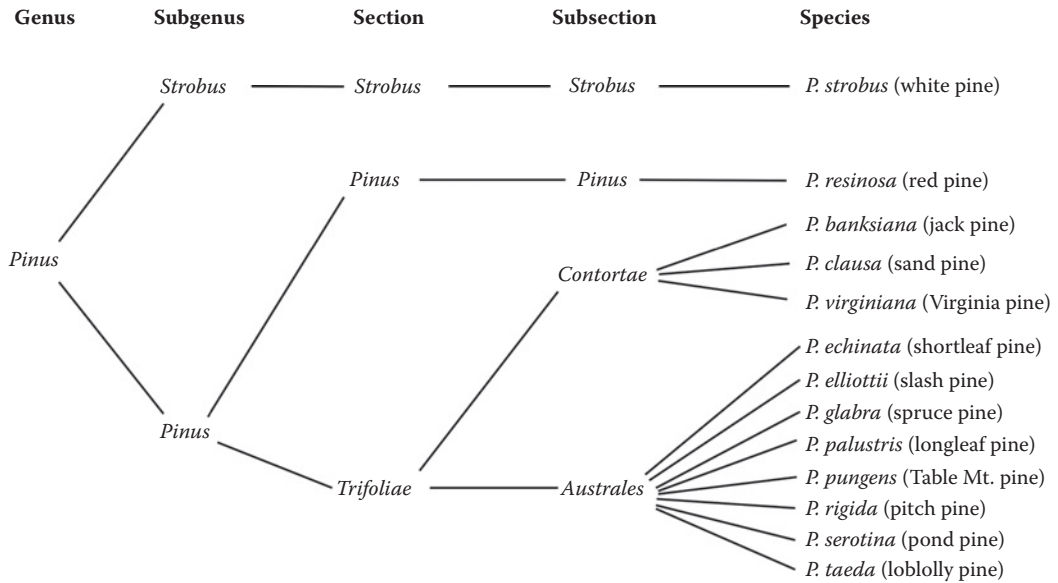 Genus Subgenus Section Subsection Species
Strobus Strobus Strobus P. strobus (white pine)
Pinus Pinus P. resinosa (red pine)
P. banksiana (jack pine)
Pinus
Contortae
P. clausa (sand pine)
P. virginiana (Virginia pine)
P. echinata (shortleaf pine)
P. elliottii (slash pine)
P. glabra (spruce pine)
Pinus
P. palustris (longleaf pine)
P. pungens (Table Mt. pine)
Trifoliae Australes
P. rigida (pitch pine)
P. serotina (pond pine)
P. taeda (loblolly pine)